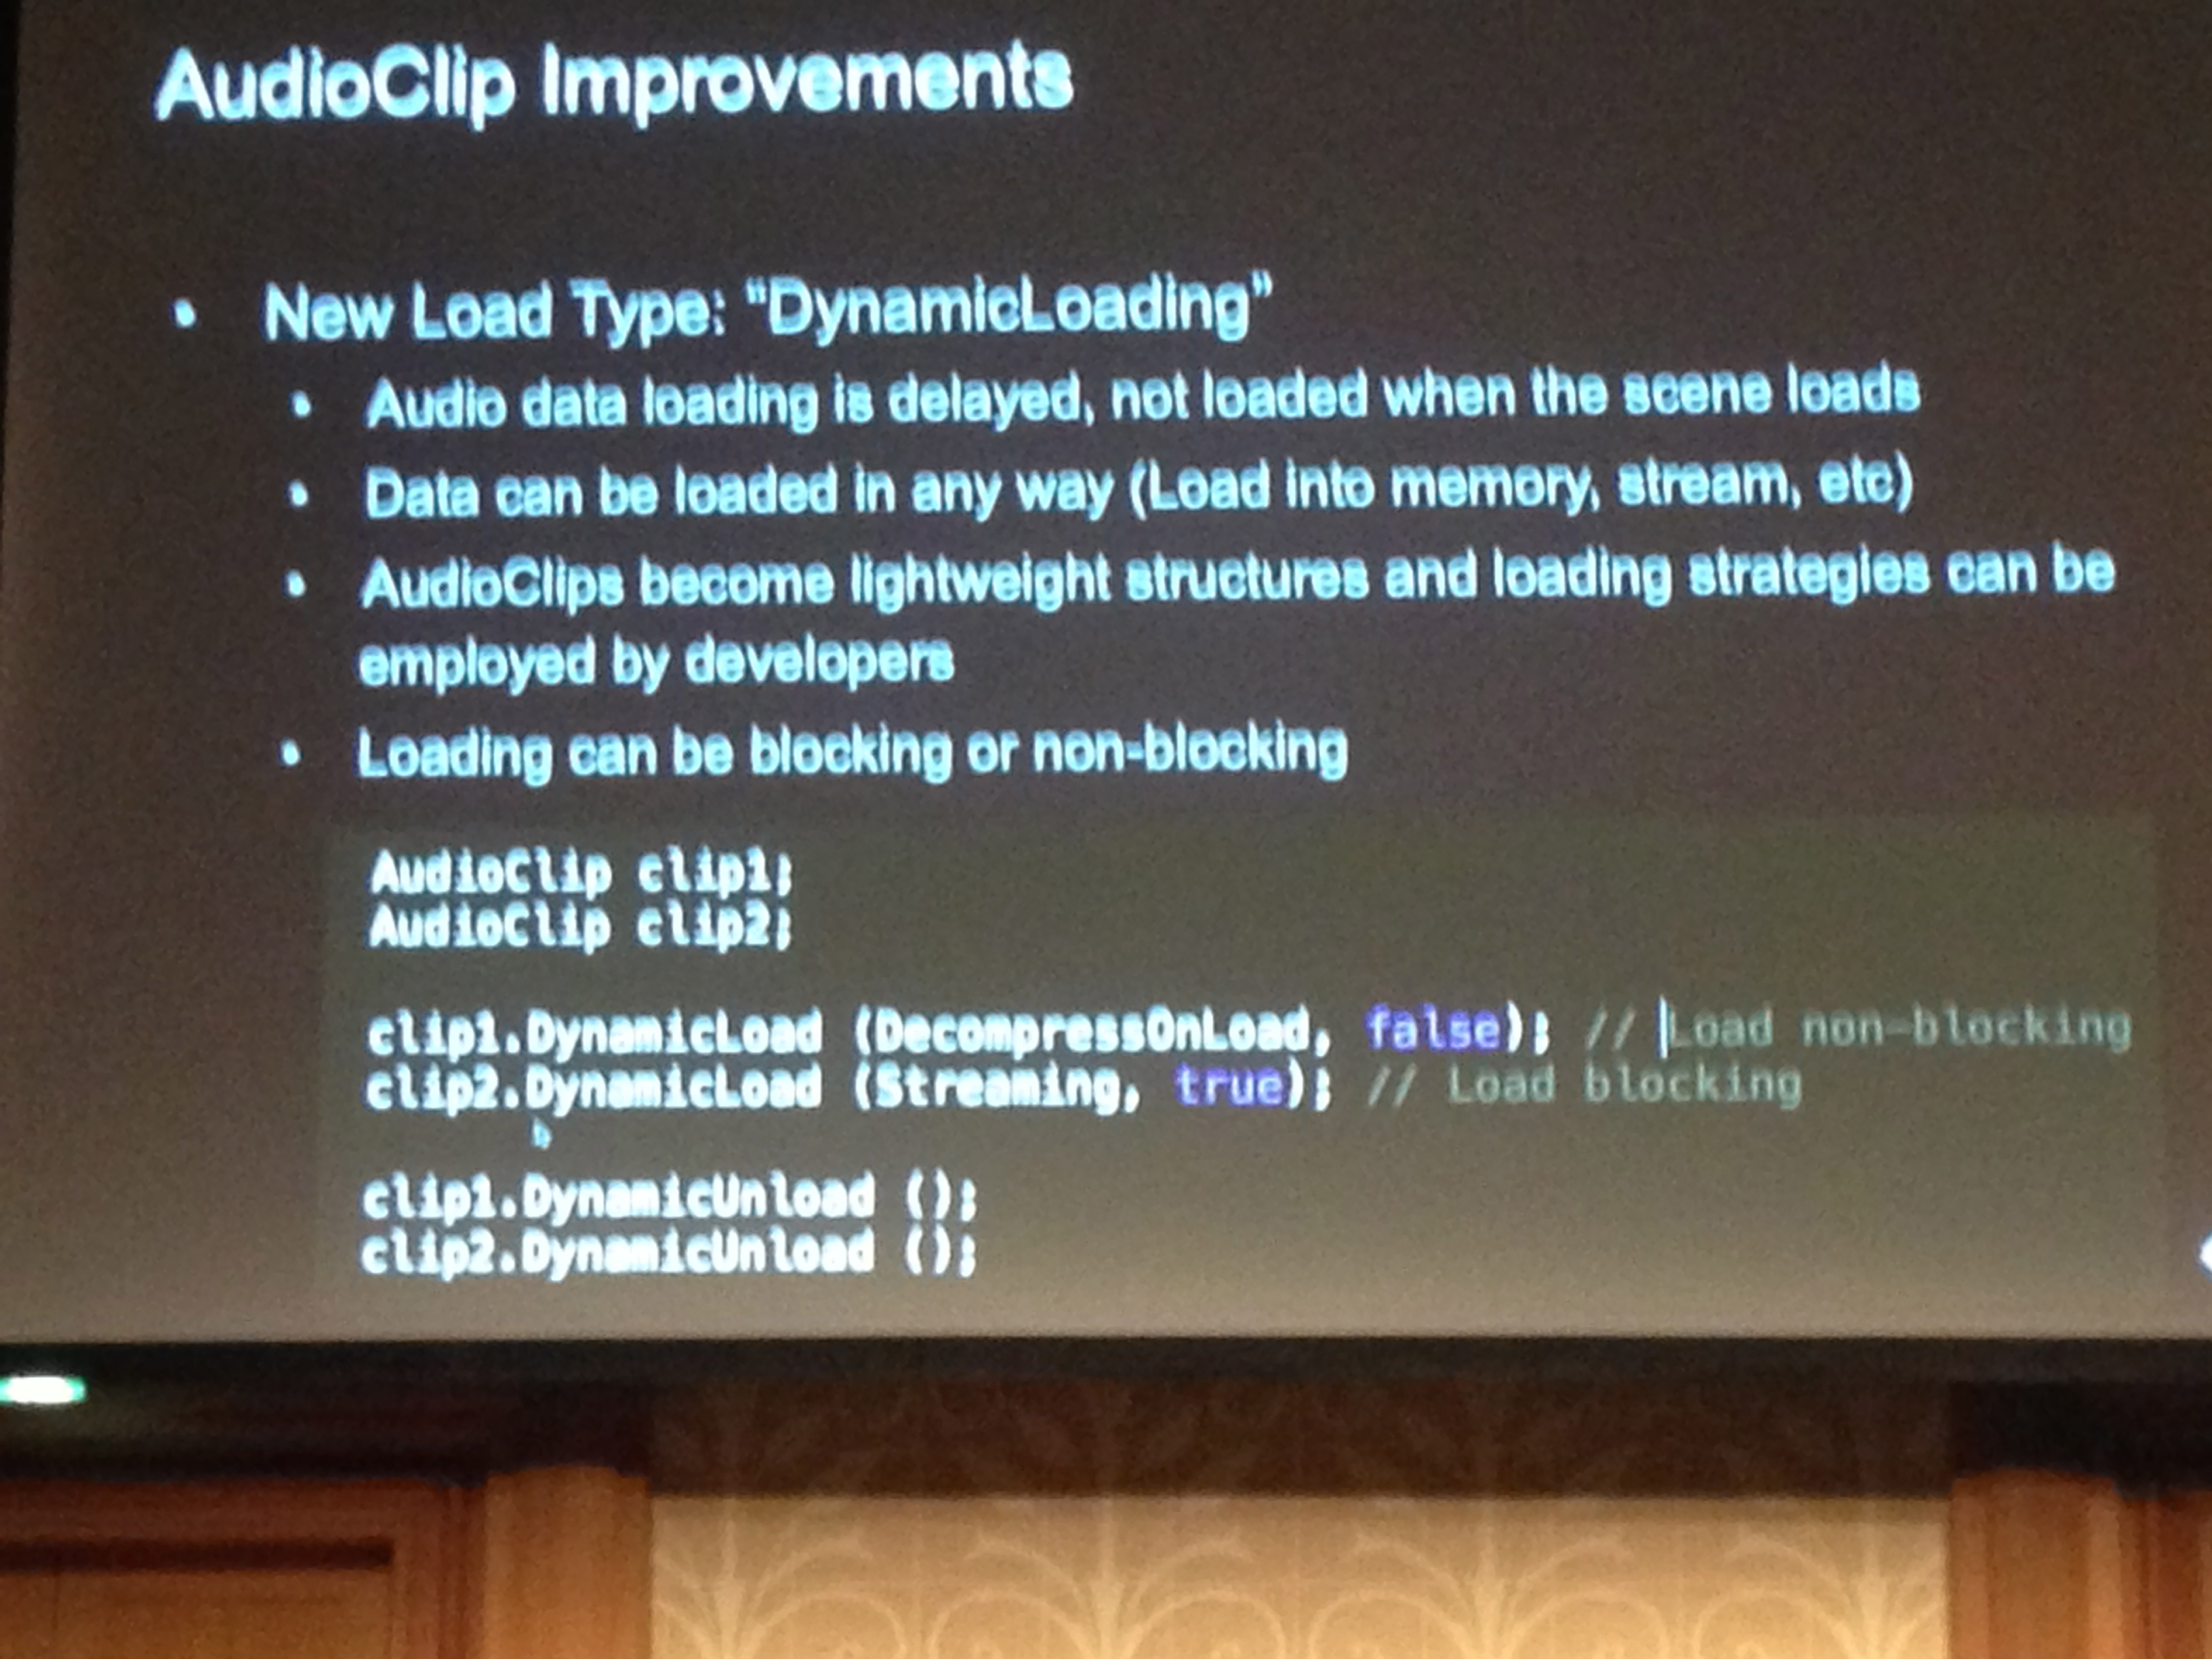 AudioClip Improvements
• New Load Type: "DynamicLoading"
• Audio data loading is delayed, not loaded when the scene loads
• Data can be loaded in any way (Load into memory, stream, etc)
• AudioClips become lightweight structures and loading strategies can be
employed by developers
• Loading can be blocking or non-blocking
AudioClip clip1;
AudioClip clip2;
clip1.DynamicLoad (DecompressOnLoad, false); // Load non-blocking
clip2.DynamicLoad (Streaming, true); // Load blocking
clip1.DynamicUnload ();
clip2.DynamicUnload ();